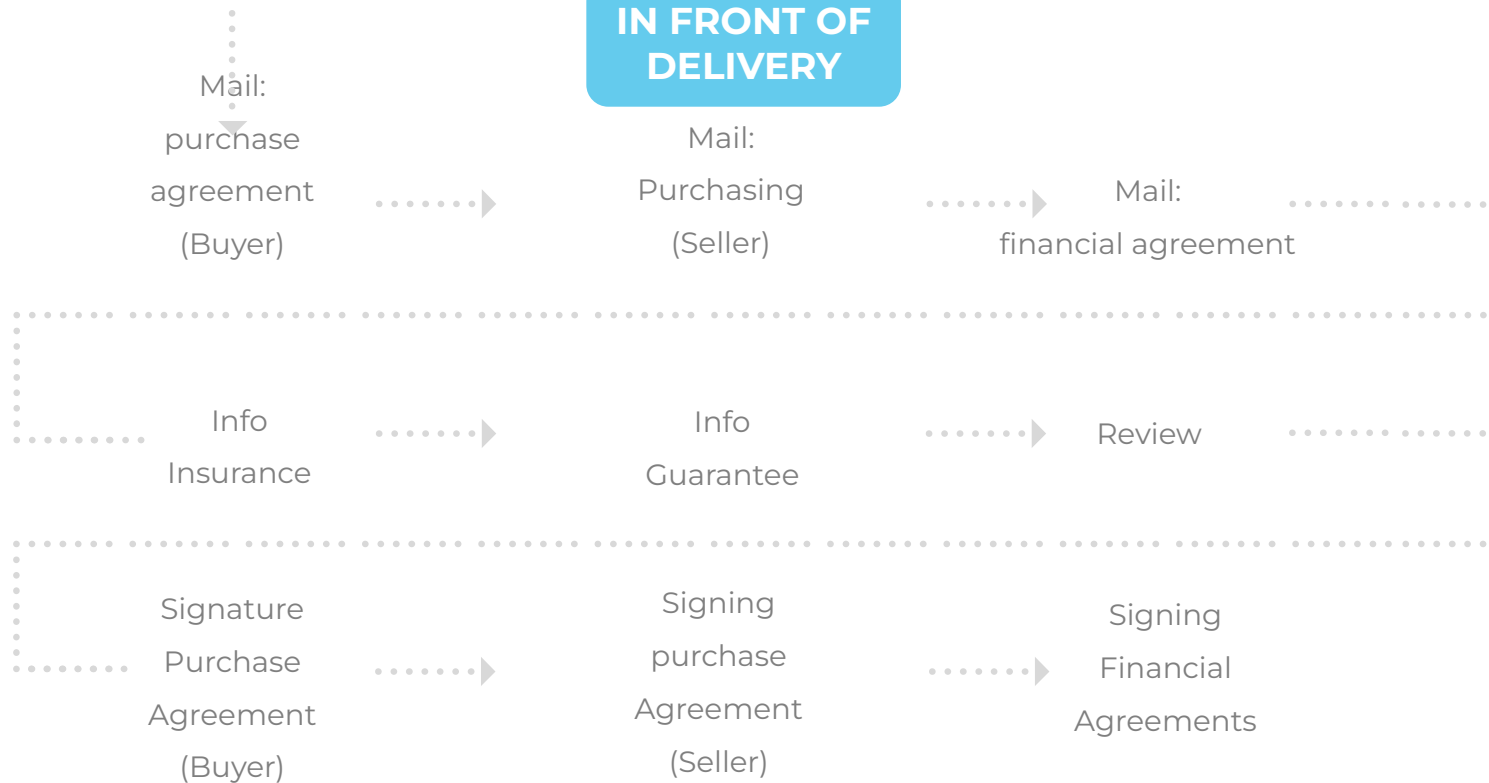 IN FRONT OF
DELIVERY
Mail:
purchase
agreement
(Buyer)
Mail:
Purchasing
(Seller)
Mail:
financial agreement
Info
Insurance
Info
Guarantee
Review
Signature
Purchase
Agreement
(Buyer)
Signing
purchase
Agreement
(Seller)
Signing
Financial
Agreements